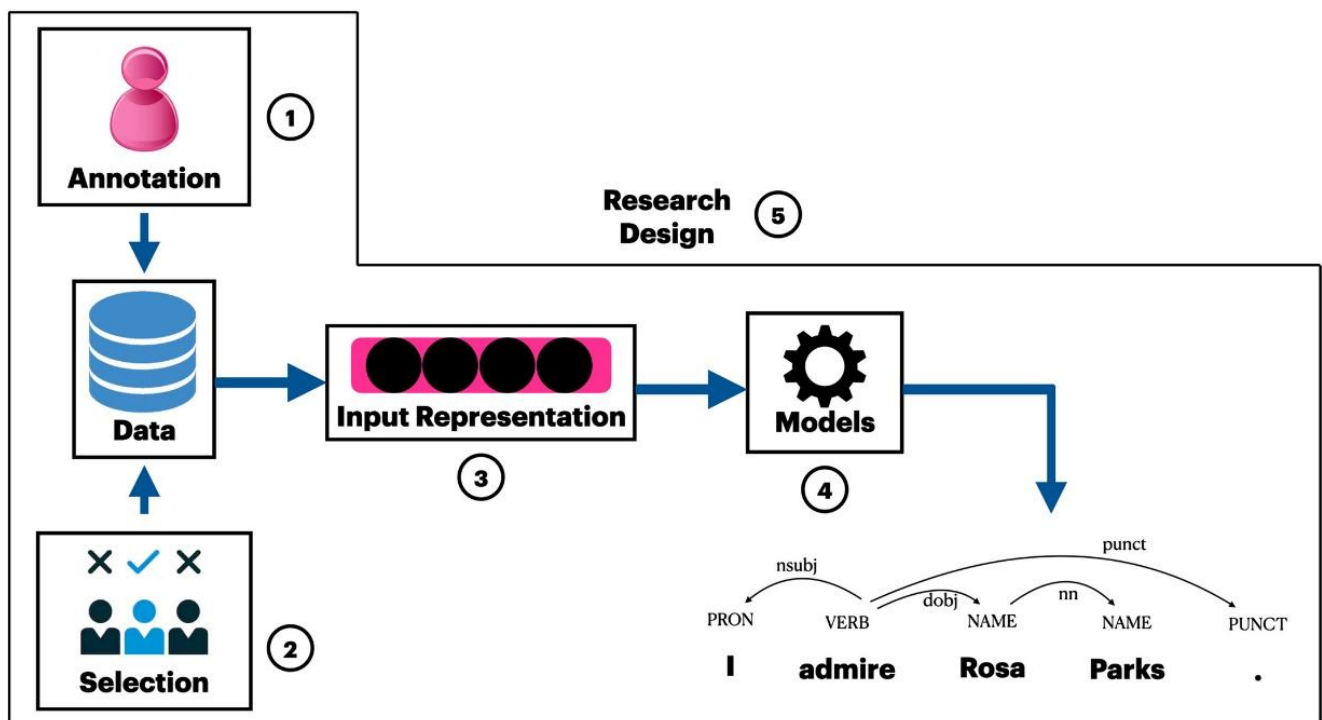 1
Annotation
Research
Design
5
Data
Input Representation
3
Models
4
2
Selection
punct
nsubj
dobj
nn
PRON VERB NAME NAME PUNCT
I admire Rosa Parks .